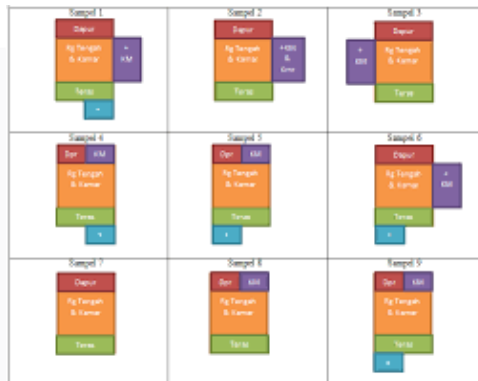 Sampel 1
Dapur
Rg Tengah
& Kamar
+
KM
Teras
+
Sampel 2
Dapur
Rg Tengah
& Kamar
+KM
&
Teras
Sampel 3
Dapur
+
KM
Rg Tengah
& Kamar
Teras
Sampel 4
Dpr
KM
Rg Tengah
& Kamar
Teras
+
Sampel 5
Dpr
KM
Rg Tengah
& Kamar
Teras
+
Sampel 6
Dapur
Rg Tengah
& Kamar
+
KM
Teras
+
Sampel 7
Dapur
Rg Tengah
& Kamar
Teras
Sampel 8
Dpr
KM
Rg Tengah
& Kamar
Teras
Sampel 9
Dpr
KM
Rg Tengah
& Kamar
Teras
+